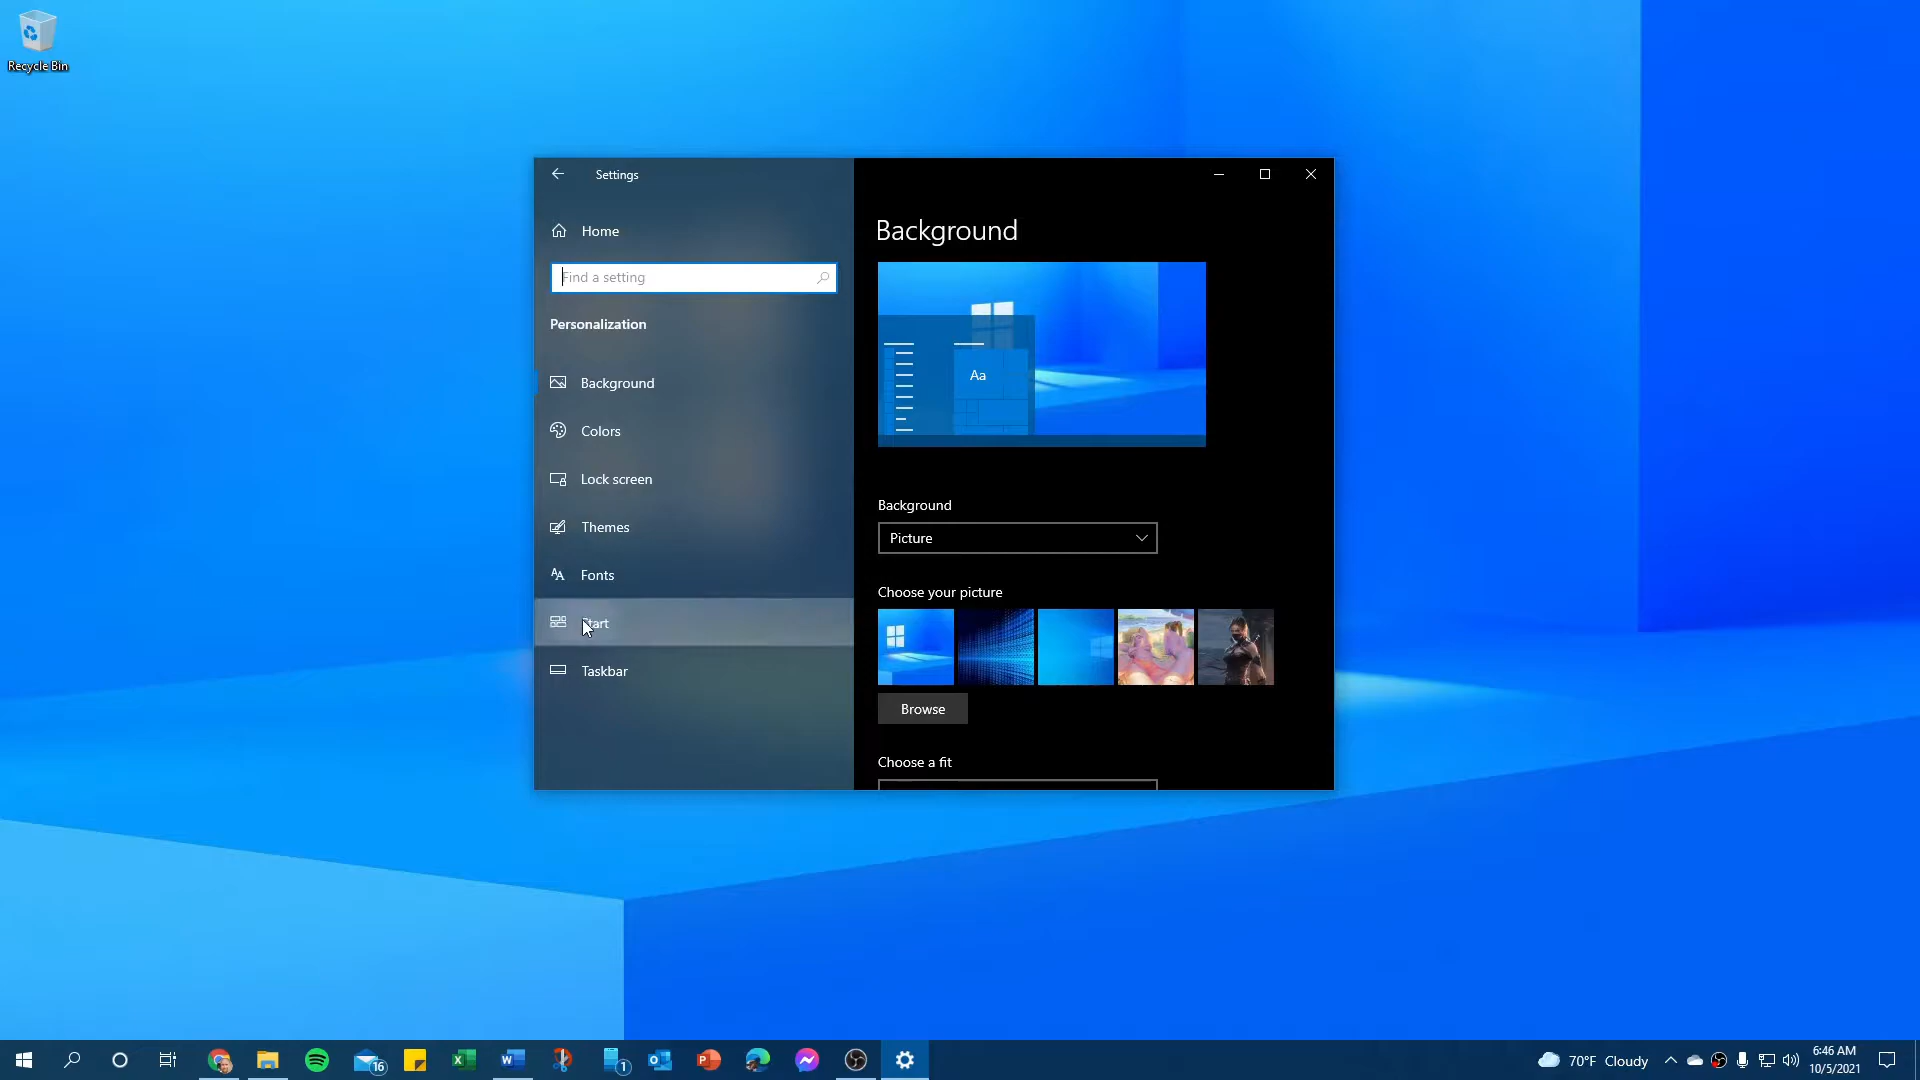 Recycle Bin
Settings
Home
Find a setting
Personalization
Background
Colors
Lock screen
Themes
Fonts
Start
Taskbar
Background
Aa
Background
Picture
Choose your picture
Browse
Choose a fit
16
1
70°F Cloudy
6:46 AM
10/5/2021